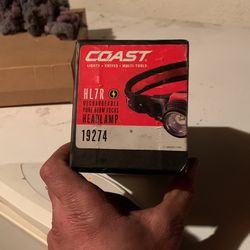 COAST
LIGHTS • KNIVES • MULTI-TOOLS
HL7R
RECHARGEABLE
PURE BEAM FOCUS
HEADLAMP
19274